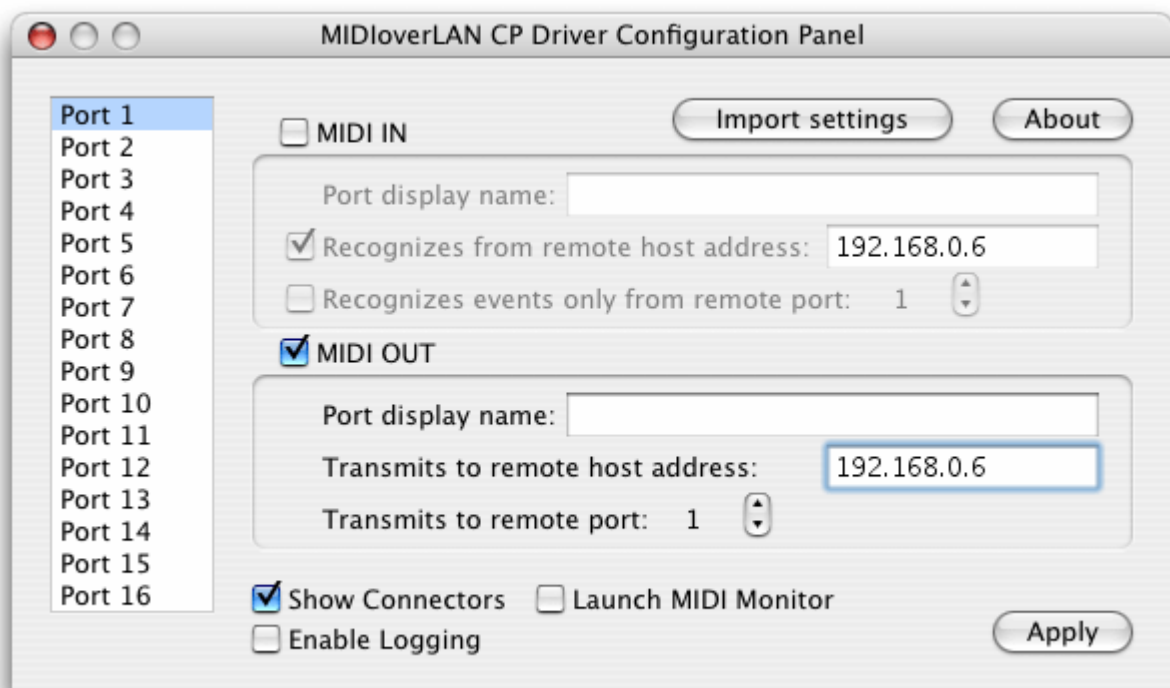 MIDIoverLAN CP Driver Configuration Panel
Port 1
Port 2
Port 3
Port 4
Port 5
Port 6
Port 7
Port 8
Port 9
Port 10
Port 11
Port 12
Port 13
Port 14
Port 15
Port 16
MIDI IN
Import settings
About
Port display name:
Recognizes from remote host address: 192.168.0.6
Recognizes events only from remote port: 1
MIDI OUT
Port display name:
Transmits to remote host address: 192.168.0.6
Transmits to remote port: 1
Show Connectors
Launch MIDI Monitor
Enable Logging
Apply